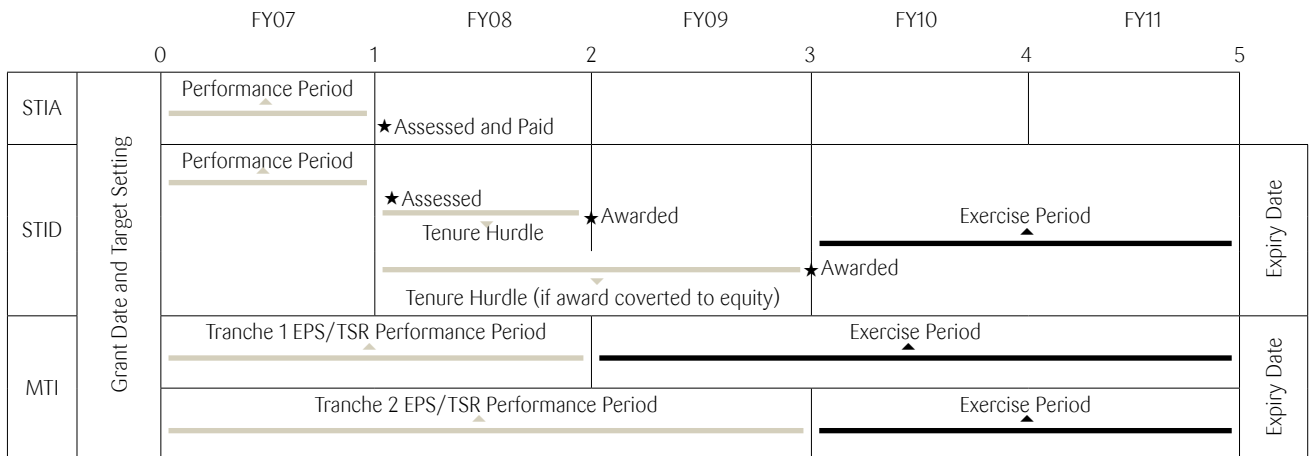 FY07 FY08 FY09 FY10 FY11
0 1 2 3 4 5
STIA
Grant Date and Target Setting
Performance Period
★Assessed and Paid
STID
Performance Period
★Assessed
Tenure Hurdle
★Awarded
Exercise Period
Expiry Date
★Awarded
Tenure Hurdle (if award coverted to equity)
MTI
Tranche 1 EPS/TSR Performance Period
Exercise Period
Expiry Date
Tranche 2 EPS/TSR Performance Period
Exercise Period